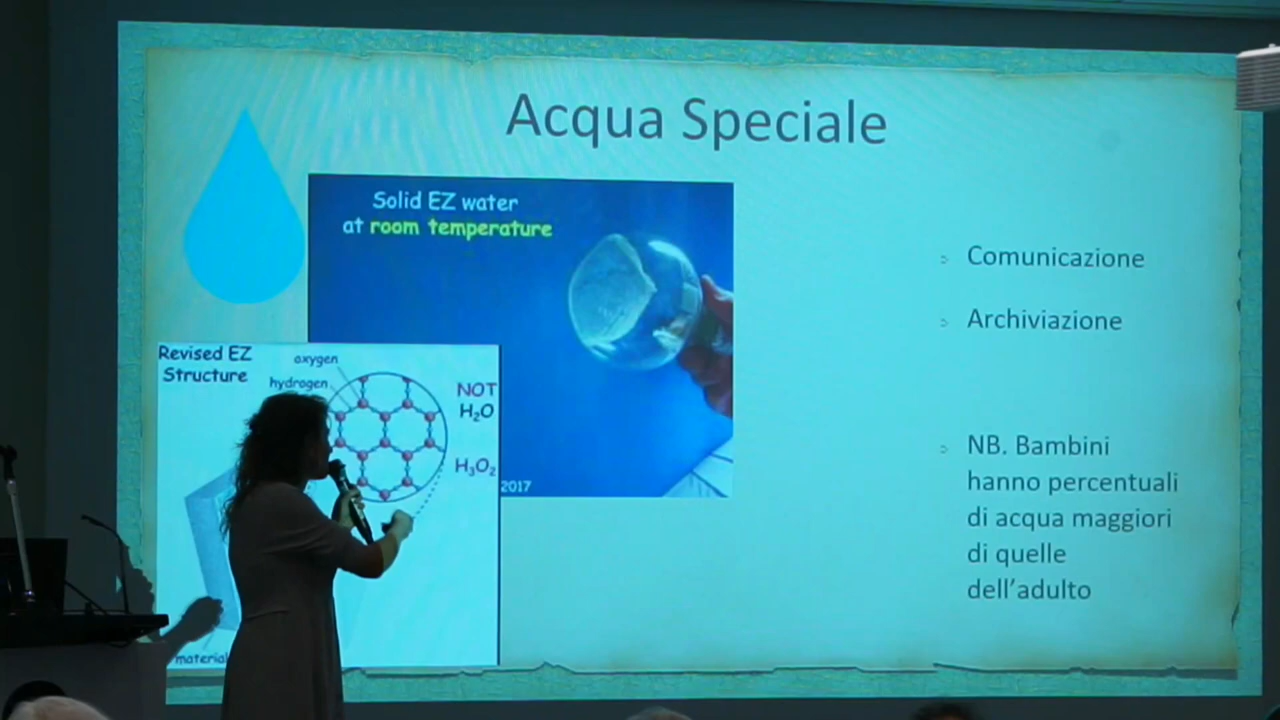 Acqua Speciale
Solid EZ water
at room temperature
Revised EZ
Structure
oxygen
hydrogen
NOT
H₂O
H₃O₂
2017
material
Comunicazione
Archiviazione
NB. Bambini
hanno percentuali
di acqua maggiori
di quelle
dell'adulto